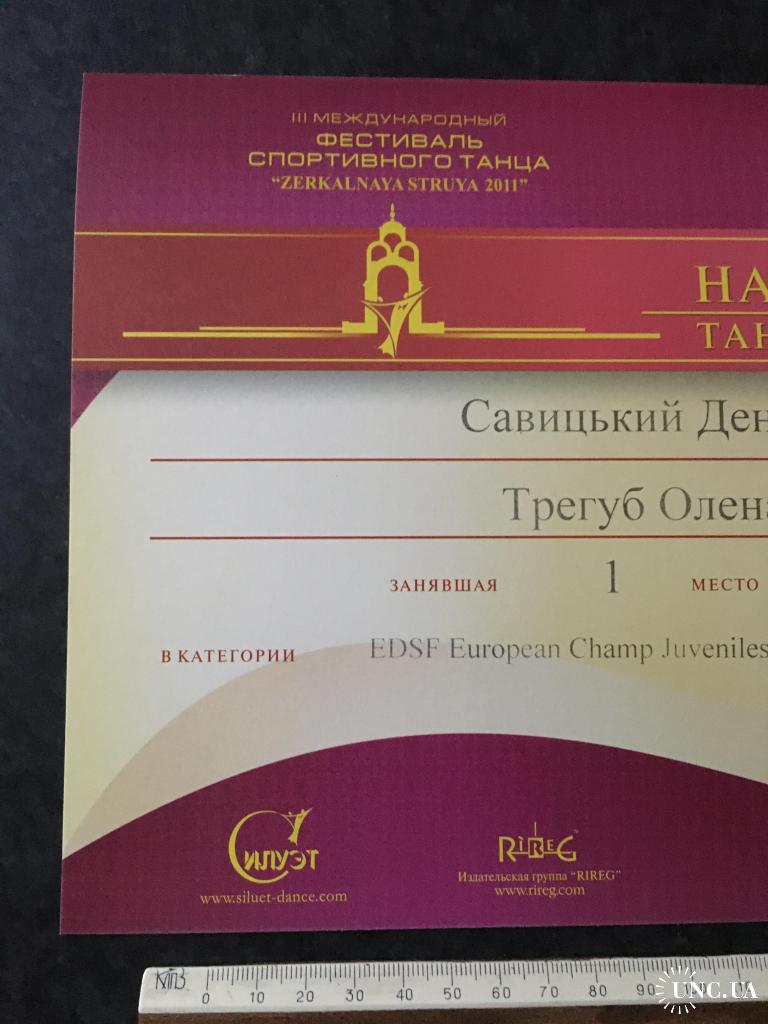 III МЕЖДУНАРОДНЫЙ
ФЕСТИВАЛЬ
СПОРТИВНОГО ТАНЦА
“ZERKALNAYA STRUYA 2011”
НА
ТАН
Савицький Ден
Трегуб Олена
ЗАНЯВШАЯ 1 МЕСТО
В КАТЕГОРИИ EDSF European Champ Juveniles
СИЛУЭТ
www.siluet-dance.com
RIREG
Издательская группа “RIREG”
www.rireg.com
0 10 20 30 40 50 60 70 80 90
UNC.UA